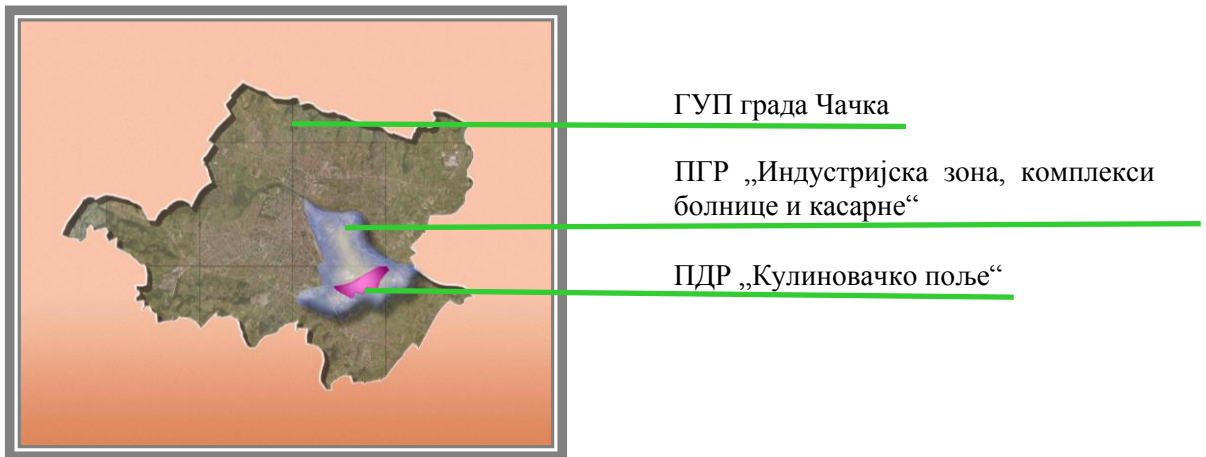 ГУП града Чачка
ПГР „Индустријска зона, комплекси
болнице и касарне“
ПДР „Кулиновачко поље“